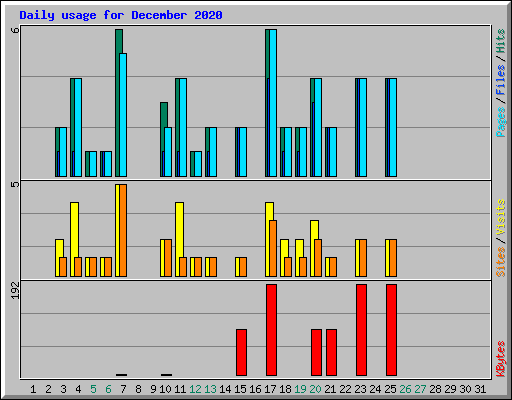 Daily usage for December 2020
6
Pages / Files / Hits
5
Sites / Visits
192
KBytes
1 2 3 4 5 6 7 8 9 10 11 12 13 14 15 16 17 18 19 20 21 22 23 24 25 26 27 28 29 30 31